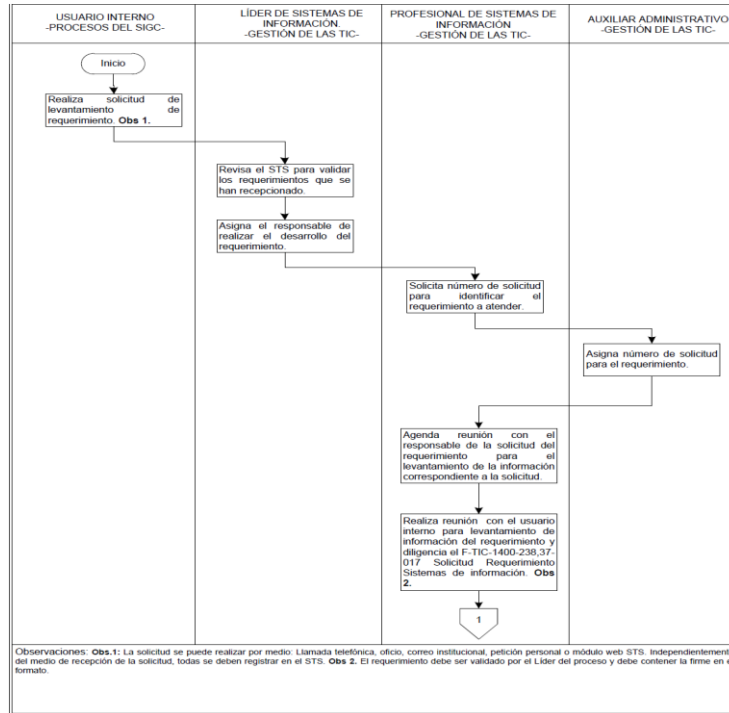 USUARIO INTERNO
-PROCESOS DEL SIGC-
LÍDER DE SISTEMAS DE
INFORMACIÓN.
-GESTIÓN DE LAS TIC-
PROFESIONAL DE SISTEMAS DE
INFORMACIÓN
-GESTIÓN DE LAS TIC-
AUXILIAR ADMINISTRATIVO
-GESTIÓN DE LAS TIC-
Inicio
Realiza solicitud de
levantamiento de
requerimiento. Obs 1.
Revisa el STS para validar
los requerimientos que se
han recepcionado.
Asigna el responsable de
realizar el desarrollo del
requerimiento.
Solicita número de solicitud
para identificar el
requerimiento a atender.
Asigna número de solicitud
para el requerimiento.
Agenda reunión con el
responsable de la solicitud del
requerimiento para el
levantamiento de la información
correspondiente a la solicitud.
Realiza reunión con el usuario
interno para levantamiento de
información del requerimiento y
diligencia el F-TIC-1400-238,37-
017 Solicitud Requerimiento
Sistemas de información. Obs
2.
1
Observaciones: Obs.1: La solicitud se puede realizar por medio: Llamada telefónica, oficio, correo institucional, petición personal o módulo web STS. Independientement
del medio de recepción de la solicitud, todas se deben registrar en el STS. Obs 2. El requerimiento debe ser validado por el Líder del proceso y debe contener la firme en e
formato.